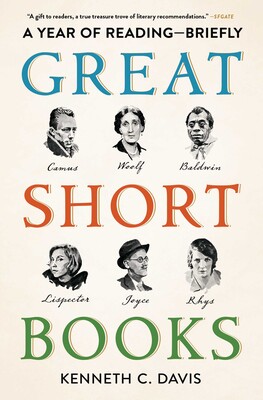 "A gift to readers, a true treasure trove of literary recommendations." –SFGATE
A YEAR OF READING—BRIEFLY
GREAT
Camus Woolf Baldwin
SHORT
Lispector Joyce Rhys
BOOKS
KENNETH C. DAVIS